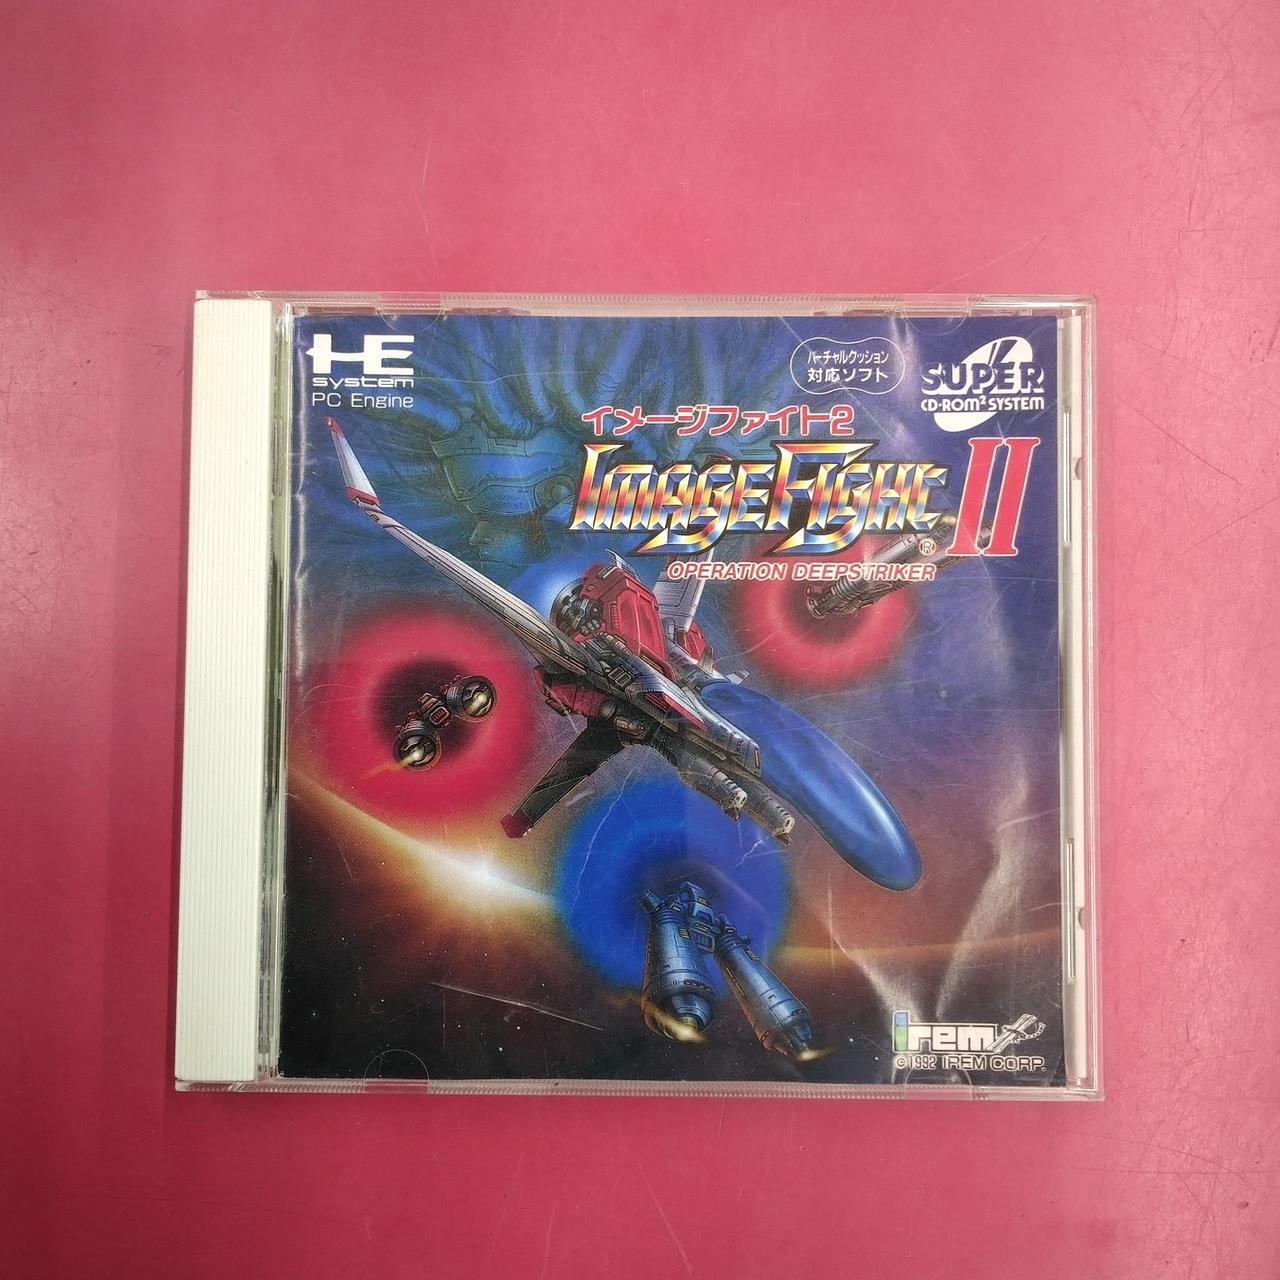 HE
system
PC Engine
バーチャルクッション
対応ソフト
SUPER
CD-ROM² SYSTEM
イメージファイト2
IMAGE FIGHT II
®
OPERATION DEEPSTRIKER
irem
©1992 IREM CORP.